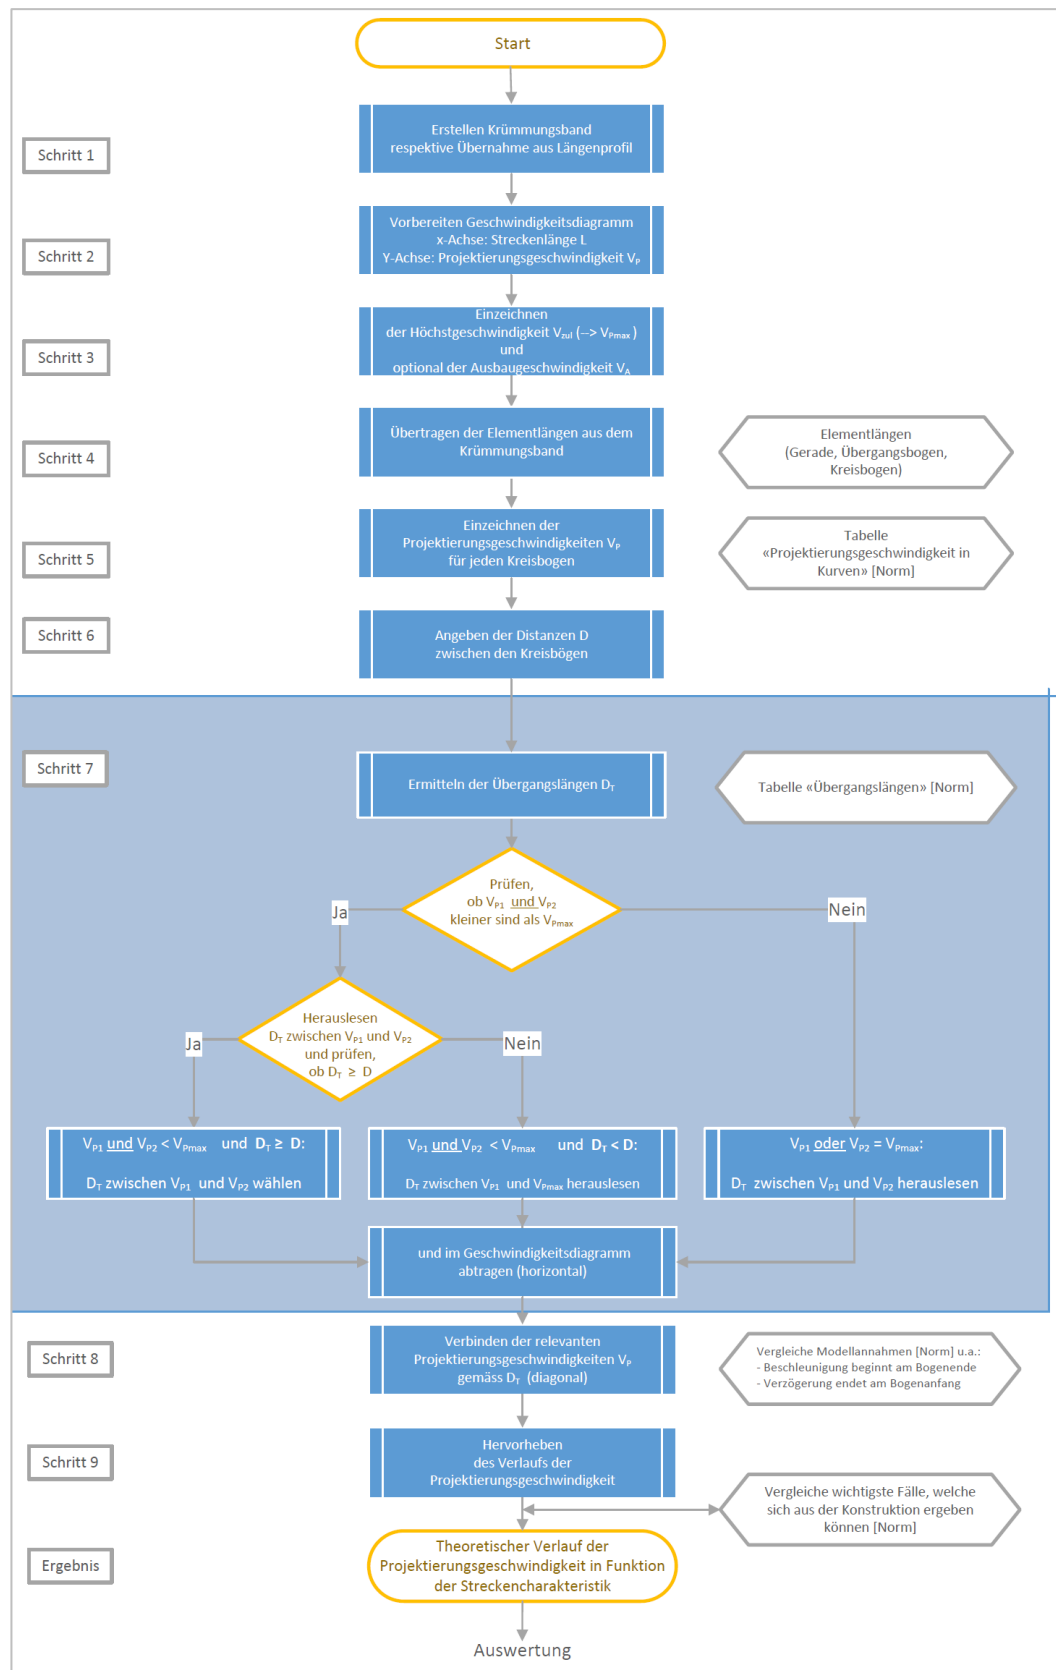 Start
Schritt 1
Erstellen Krümmungsband
respektive Übernahme aus Längenprofil
Schritt 2
Vorbereiten Geschwindigkeitsdiagramm
x-Achse: Streckenlänge L
Y-Achse: Projektierungsgeschwindigkeit VP
Schritt 3
Einzeichnen
der Höchstgeschwindigkeit Vzul (--> VPmax )
und
optional der Ausbaugeschwindigkeit VA
Schritt 4
Übertragen der Elementlängen aus dem
Krümmungsband
Elementlängen
(Gerade, Übergangsbogen,
Kreisbogen)
Schritt 5
Einzeichnen der
Projektierungsgeschwindigkeiten VP
für jeden Kreisbogen
Tabelle
«Projektierungsgeschwindigkeit in
Kurven» [Norm]
Schritt 6
Angeben der Distanzen D
zwischen den Kreisbögen
Schritt 7
Ermitteln der Übergangslängen DT
Tabelle «Übergangslängen» [Norm]
Prüfen,
ob VP1 und VP2
kleiner sind als VPmax
Ja
Nein
Herauslesen
DT zwischen VP1 und VP2
und prüfen,
ob DT ≥ D
Ja
Nein
VP1 und VP2 < VPmax und DT ≥ D:
DT zwischen VP1 und VP2 wählen
VP1 und VP2 < VPmax und DT < D:
DT zwischen VP1 und VPmax herauslesen
VP1 oder VP2 = VPmax:
DT zwischen VP1 und VP2 herauslesen
und im Geschwindigkeitsdiagramm
abtragen (horizontal)
Schritt 8
Verbinden der relevanten
Projektierungsgeschwindigkeiten VP
gemäss DT (diagonal)
Vergleiche Modellannahmen [Norm] u.a.:
- Beschleunigung beginnt am Bogenende
- Verzögerung endet am Bogenanfang
Schritt 9
Hervorheben
des Verlaufs der
Projektierungsgeschwindigkeit
Vergleiche wichtigste Fälle, welche
sich aus der Konstruktion ergeben
können [Norm]
Ergebnis
Theoretischer Verlauf der
Projektierungsgeschwindigkeit in Funktion
der Streckencharakteristik
Auswertung